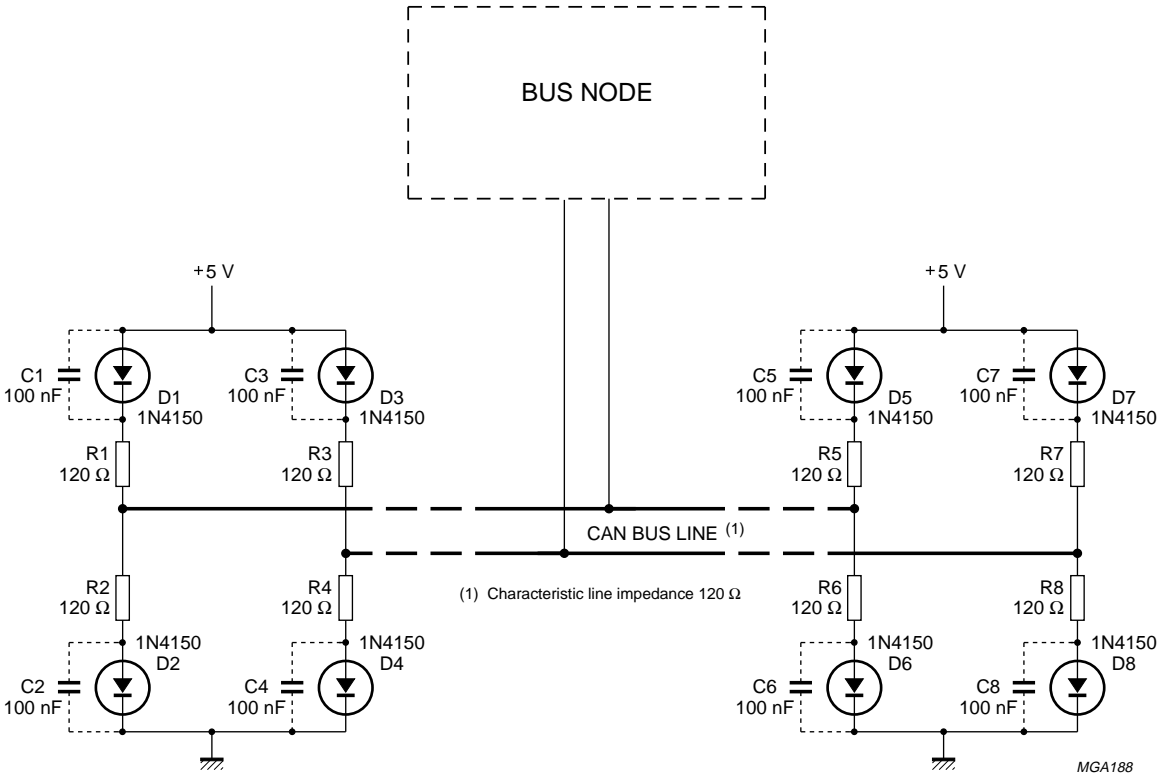 BUS NODE
+5 V
+5 V
C1
100 nF
D1
1N4150
C3
100 nF
D3
1N4150
C5
100 nF
D5
1N4150
C7
100 nF
D7
1N4150
R1
120 Ω
R3
120 Ω
R5
120 Ω
R7
120 Ω
CAN BUS LINE (1)
R2
120 Ω
R4
120 Ω
(1) Characteristic line impedance 120 Ω
R6
120 Ω
R8
120 Ω
1N4150
D2
C2
100 nF
1N4150
D4
C4
100 nF
1N4150
D6
C6
100 nF
1N4150
D8
C8
100 nF
MGA188